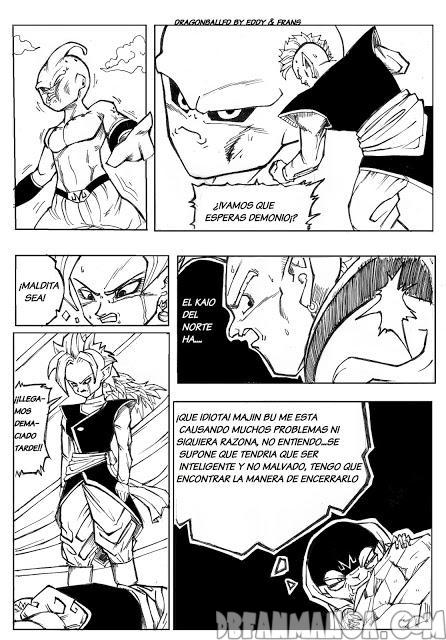 DRAGONBALLFD BY EDDY & FRANS
¿IVAMOS QUE
ESPERAS DEMONIO¡?
¡MALDITA
SEA!
EL KAIO
DEL
NORTE
HA....
¡¡LLEGA-
MOS
DEMA-
CIADO
TARDE!!
¡QUE IDIOTA! MAJIN BU ME ESTA
CAUSANDO MUCHOS PROBLEMAS NI
SIQUIERA RAZONA, NO ENTIENDO...SE
SUPONE QUE TENDRIA QUE SER
INTELIGENTE Y NO MALVADO, TENGO QUE
ENCONTRAR LA MANERA DE ENCERRARLO
DBFANMANGA.COM